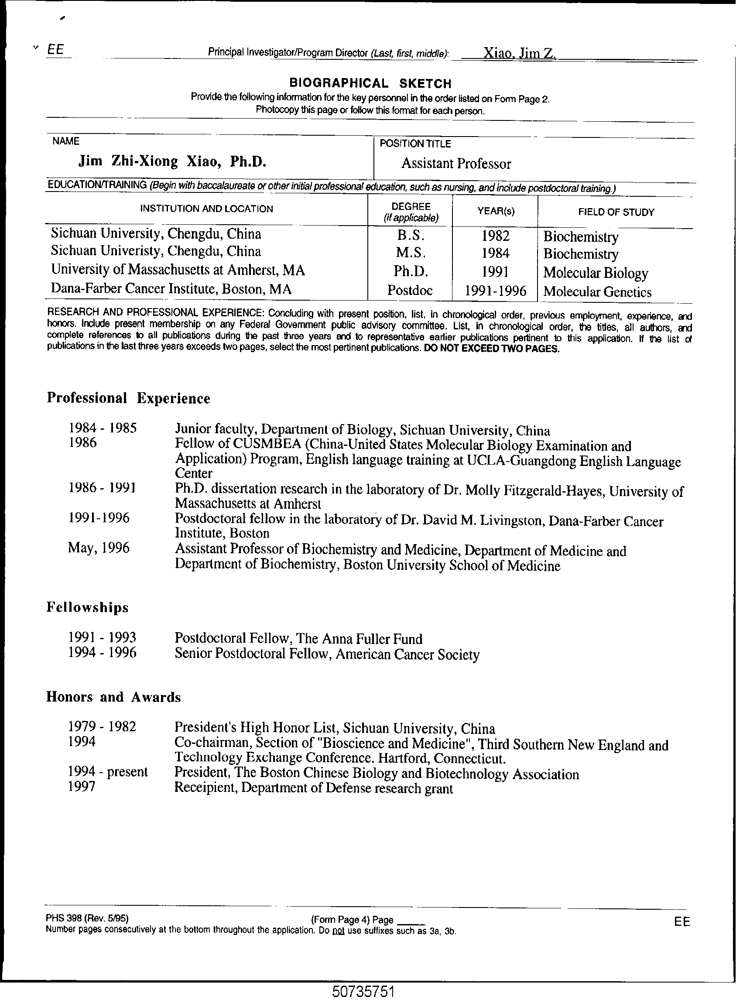 EE
Principal Investigator/Program Director (Last, first, middle): Xiao, Jim Z.
BIOGRAPHICAL SKETCH
Provide the following information for the key personnel in the order listed on Form Page 2.
Photocopy this page or follow this format for each person.
NAME
POSITION TITLE
Jim Zhi-Xiong Xiao, Ph.D.
Assistant Professor
EDUCATION/TRAINING (Begin with baccalaureate or other initial professional education, such as nursing, and include postdoctoral training.)
INSTITUTION AND LOCATION DEGREE (if applicable) YEAR(s) FIELD OF STUDY
Sichuan University, Chengdu, China B.S. 1982 Biochemistry
Sichuan Univeristy, Chengdu, China M.S. 1984 Biochemistry
University of Massachusetts at Amherst, MA Ph.D. 1991 Molecular Biology
Dana-Farber Cancer Institute, Boston, MA Postdoc 1991-1996 Molecular Genetics
RESEARCH AND PROFESSIONAL EXPERIENCE: Concluding with present position, list, in chronological order, previous employment, experience, and
honors. Include present membership on any Federal Government public advisory committee. List, in chronological order, the titles, all authors, and
complete references to all publications during the past three years and to representative earlier publications pertinent to this application. If the list of
publications in the last three years exceeds two pages, select the most pertinent publications. DO NOT EXCEED TWO PAGES.
Professional Experience
1984 - 1985 Junior faculty, Department of Biology, Sichuan University, China
1986 Fellow of CUSMBEA (China-United States Molecular Biology Examination and
Application) Program, English language training at UCLA-Guangdong English Language
Center
1986 - 1991 Ph.D. dissertation research in the laboratory of Dr. Molly Fitzgerald-Hayes, University of
Massachusetts at Amherst
1991-1996 Postdoctoral fellow in the laboratory of Dr. David M. Livingston, Dana-Farber Cancer
Institute, Boston
May, 1996 Assistant Professor of Biochemistry and Medicine, Department of Medicine and
Department of Biochemistry, Boston University School of Medicine
Fellowships
1991 - 1993 Postdoctoral Fellow, The Anna Fuller Fund
1994 - 1996 Senior Postdoctoral Fellow, American Cancer Society
Honors and Awards
1979 - 1982 President's High Honor List, Sichuan University, China
1994 Co-chairman, Section of "Bioscience and Medicine", Third Southern New England and
Technology Exchange Conference. Hartford, Connecticut.
1994 - present President, The Boston Chinese Biology and Biotechnology Association
1997 Receipient, Department of Defense research grant
PHS 398 (Rev. 5/95) (Form Page 4) Page EE
Number pages consecutively at the bottom throughout the application. Do not use suffixes such as 3a, 3b.
50735751